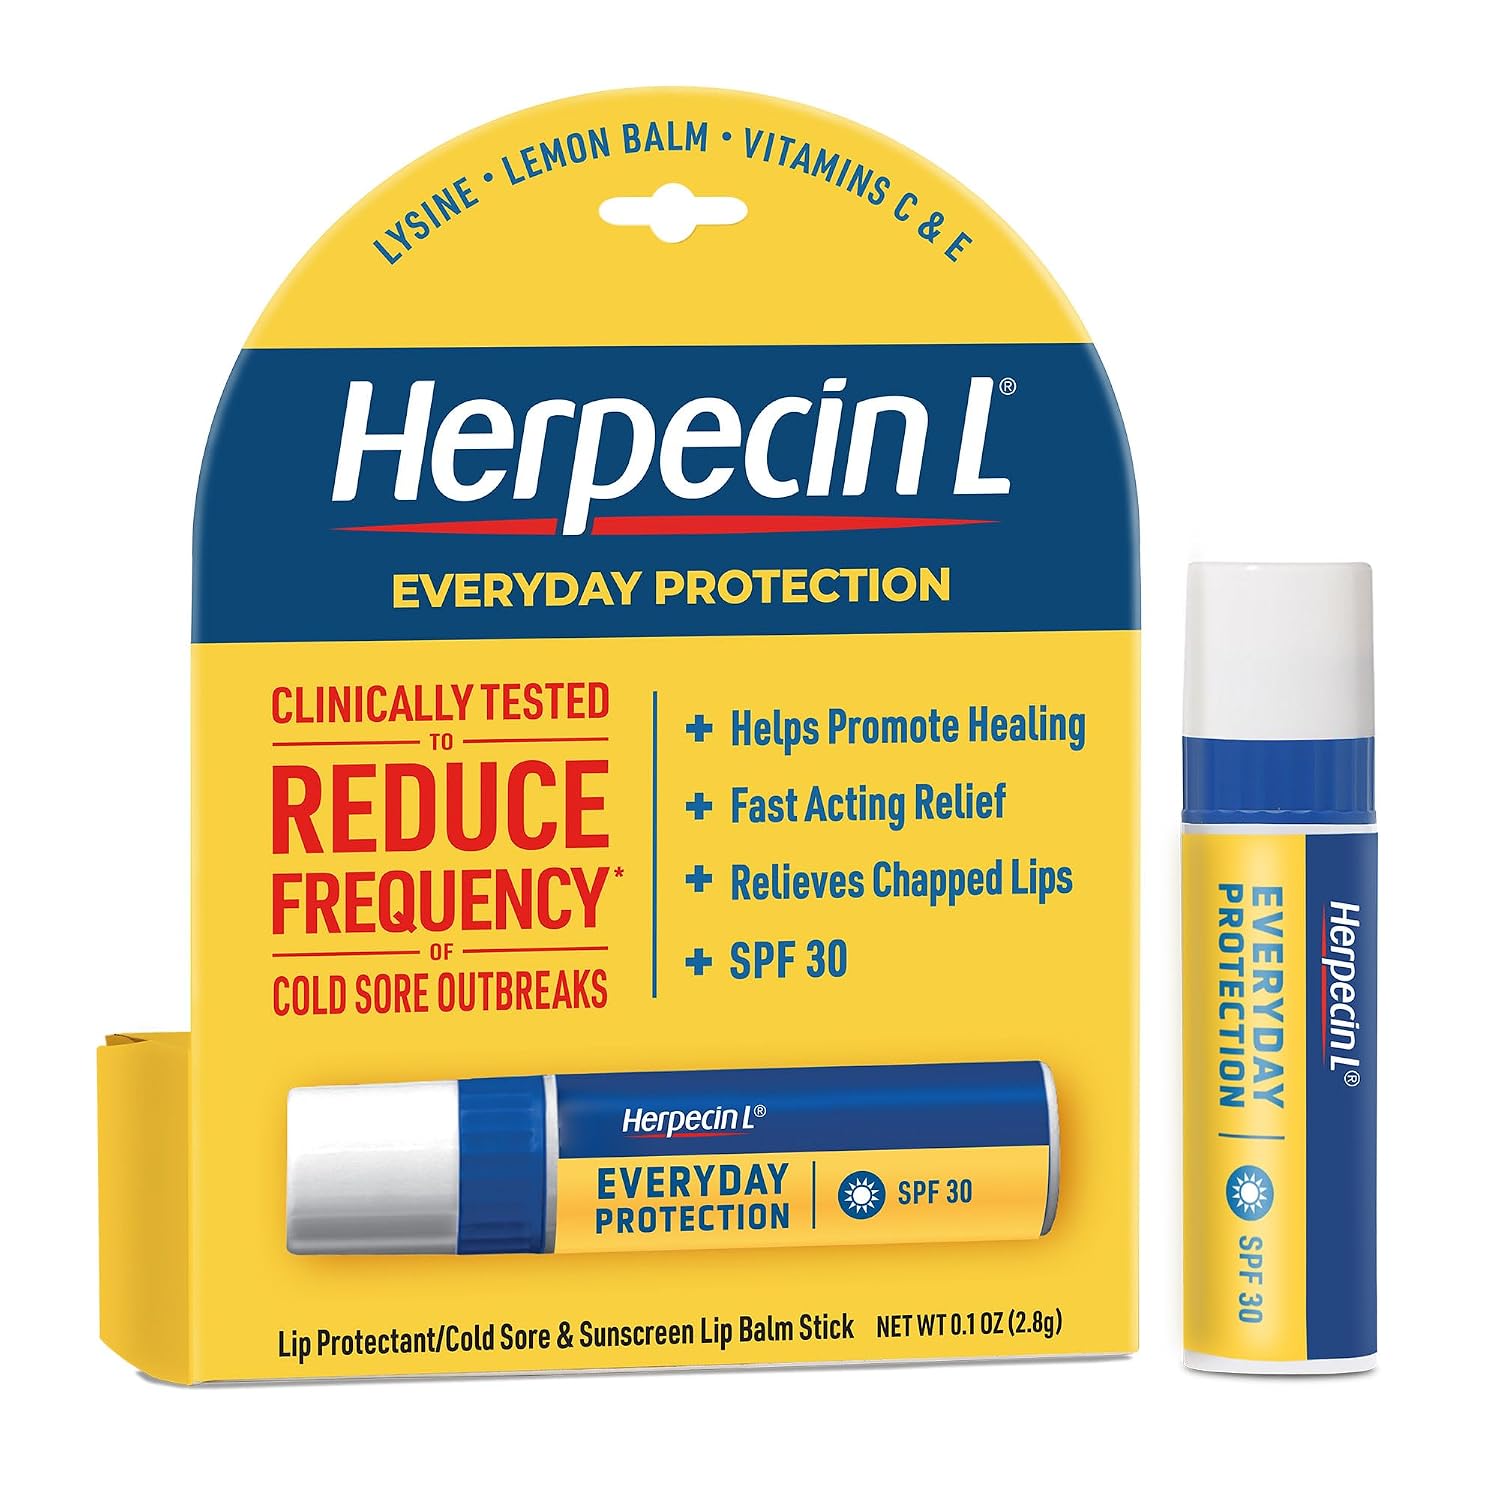 LYSINE • LEMON BALM • VITAMINS C & E
Herpecin L®
EVERYDAY PROTECTION
CLINICALLY TESTED
TO
REDUCE
FREQUENCY*
OF
COLD SORE OUTBREAKS
+ Helps Promote Healing
+ Fast Acting Relief
+ Relieves Chapped Lips
+ SPF 30
Herpecin L®
EVERYDAY
PROTECTION
SPF 30
Lip Protectant/Cold Sore & Sunscreen Lip Balm Stick NET WT 0.1 OZ (2.8g)
Herpecin L®
EVERYDAY
PROTECTION
SPF 30